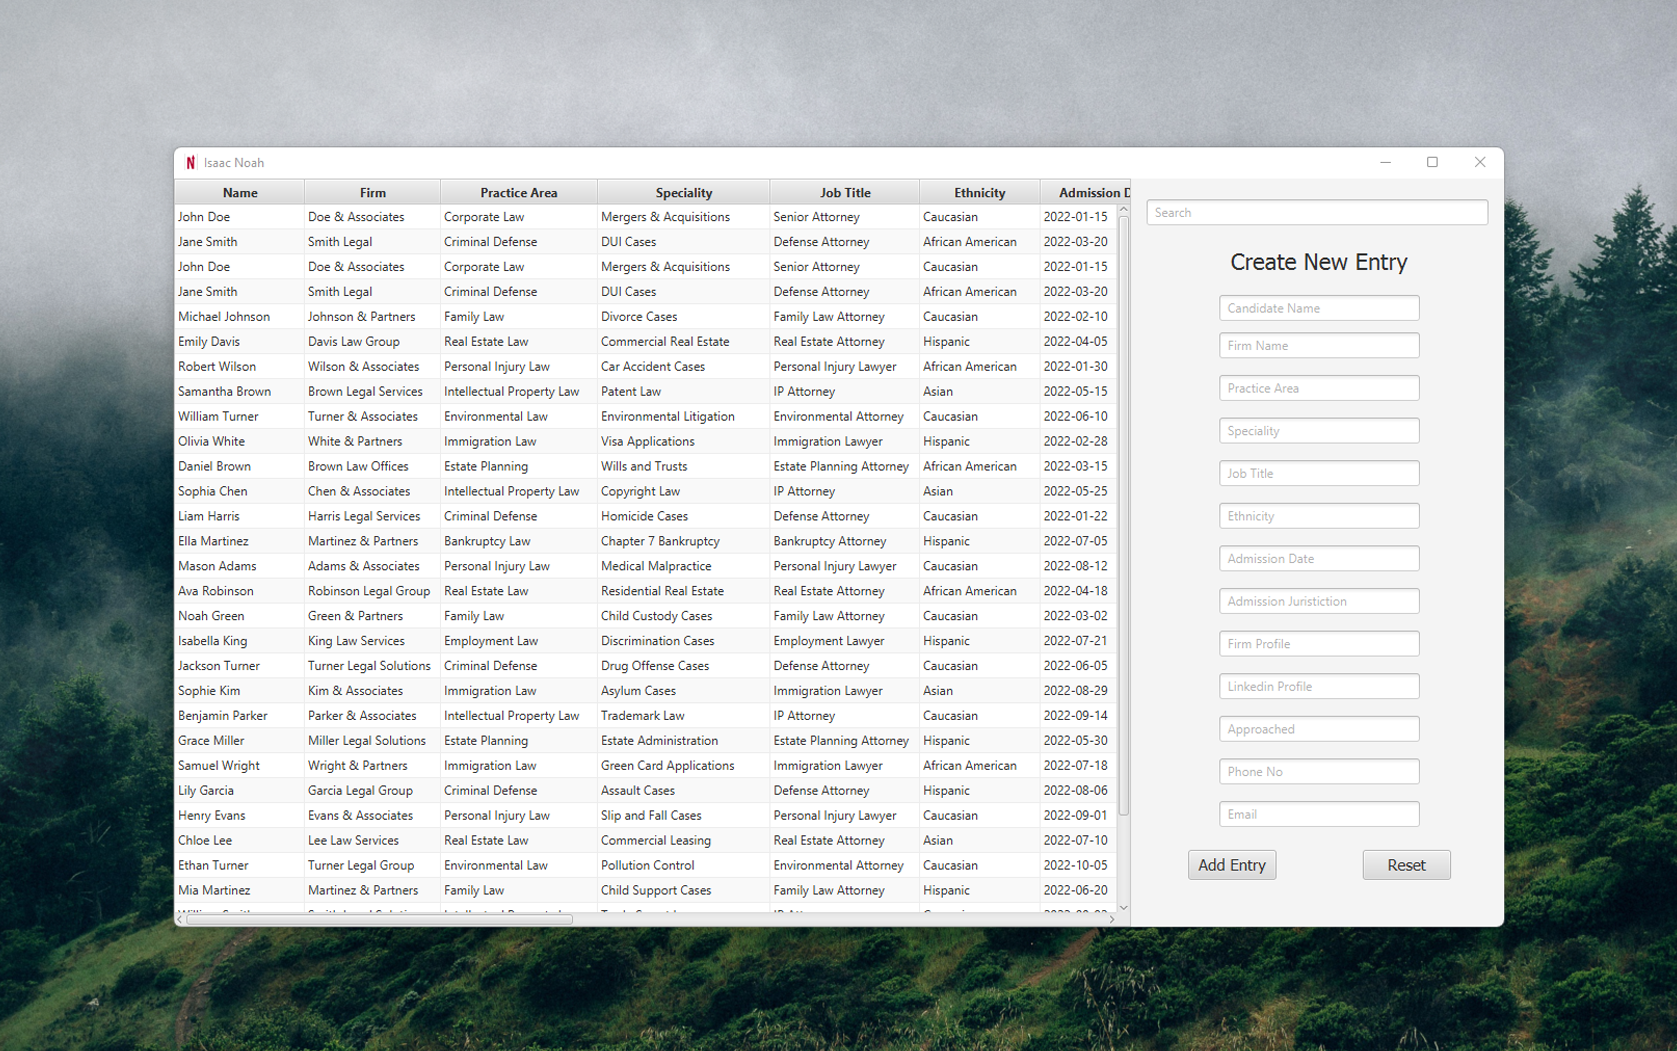 Isaac Noah
Name Firm Practice Area Speciality Job Title Ethnicity Admission D
John Doe Doe & Associates Corporate Law Mergers & Acquisitions Senior Attorney Caucasian 2022-01-15
Jane Smith Smith Legal Criminal Defense DUI Cases Defense Attorney African American 2022-03-20
John Doe Doe & Associates Corporate Law Mergers & Acquisitions Senior Attorney Caucasian 2022-01-15
Jane Smith Smith Legal Criminal Defense DUI Cases Defense Attorney African American 2022-03-20
Michael Johnson Johnson & Partners Family Law Divorce Cases Family Law Attorney Caucasian 2022-02-10
Emily Davis Davis Law Group Real Estate Law Commercial Real Estate Real Estate Attorney Hispanic 2022-04-05
Robert Wilson Wilson & Associates Personal Injury Law Car Accident Cases Personal Injury Lawyer African American 2022-01-30
Samantha Brown Brown Legal Services Intellectual Property Law Patent Law IP Attorney Asian 2022-05-15
William Turner Turner & Associates Environmental Law Environmental Litigation Environmental Attorney Caucasian 2022-06-10
Olivia White White & Partners Immigration Law Visa Applications Immigration Lawyer Hispanic 2022-02-28
Daniel Brown Brown Law Offices Estate Planning Wills and Trusts Estate Planning Attorney African American 2022-03-15
Sophia Chen Chen & Associates Intellectual Property Law Copyright Law IP Attorney Asian 2022-05-25
Liam Harris Harris Legal Services Criminal Defense Homicide Cases Defense Attorney Caucasian 2022-01-22
Ella Martinez Martinez & Partners Bankruptcy Law Chapter 7 Bankruptcy Bankruptcy Attorney Hispanic 2022-07-05
Mason Adams Adams & Associates Personal Injury Law Medical Malpractice Personal Injury Lawyer Caucasian 2022-08-12
Ava Robinson Robinson Legal Group Real Estate Law Residential Real Estate Real Estate Attorney African American 2022-04-18
Noah Green Green & Partners Family Law Child Custody Cases Family Law Attorney Caucasian 2022-03-02
Isabella King King Law Services Employment Law Discrimination Cases Employment Lawyer Hispanic 2022-07-21
Jackson Turner Turner Legal Solutions Criminal Defense Drug Offense Cases Defense Attorney Caucasian 2022-06-05
Sophie Kim Kim & Associates Immigration Law Asylum Cases Immigration Lawyer Asian 2022-08-29
Benjamin Parker Parker & Associates Intellectual Property Law Trademark Law IP Attorney Caucasian 2022-09-14
Grace Miller Miller Legal Solutions Estate Planning Estate Administration Estate Planning Attorney Hispanic 2022-05-30
Samuel Wright Wright & Partners Immigration Law Green Card Applications Immigration Lawyer African American 2022-07-18
Lily Garcia Garcia Legal Group Criminal Defense Assault Cases Defense Attorney Hispanic 2022-08-06
Henry Evans Evans & Associates Personal Injury Law Slip and Fall Cases Personal Injury Lawyer Caucasian 2022-09-01
Chloe Lee Lee Law Services Real Estate Law Commercial Leasing Real Estate Attorney Asian 2022-07-10
Ethan Turner Turner Legal Group Environmental Law Pollution Control Environmental Attorney Caucasian 2022-10-05
Mia Martinez Martinez & Partners Family Law Child Support Cases Family Law Attorney Hispanic 2022-06-20
Search
Create New Entry
Candidate Name
Firm Name
Practice Area
Speciality
Job Title
Ethnicity
Admission Date
Admission Juristiction
Firm Profile
Linkedin Profile
Approached
Phone No
Email
Add Entry Reset